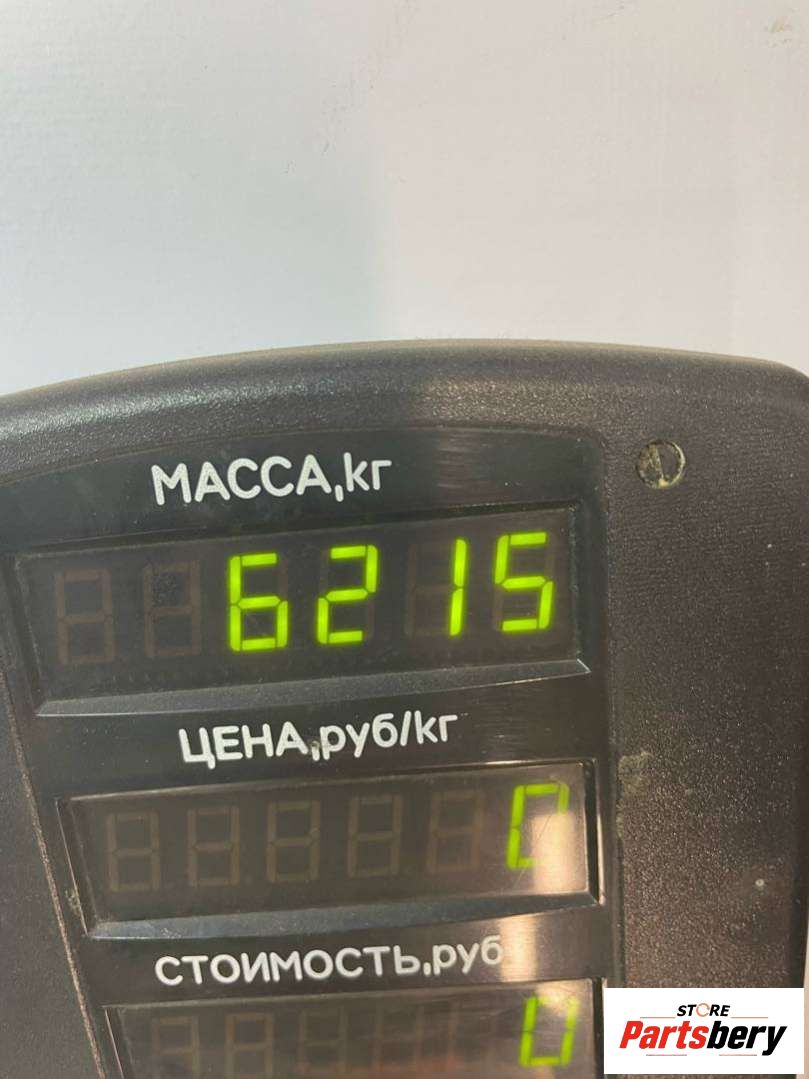 МАССА,кг
6215
ЦЕНА,руб/кг
0
СТОИМОСТЬ,руб
0
STORE
Partsbery